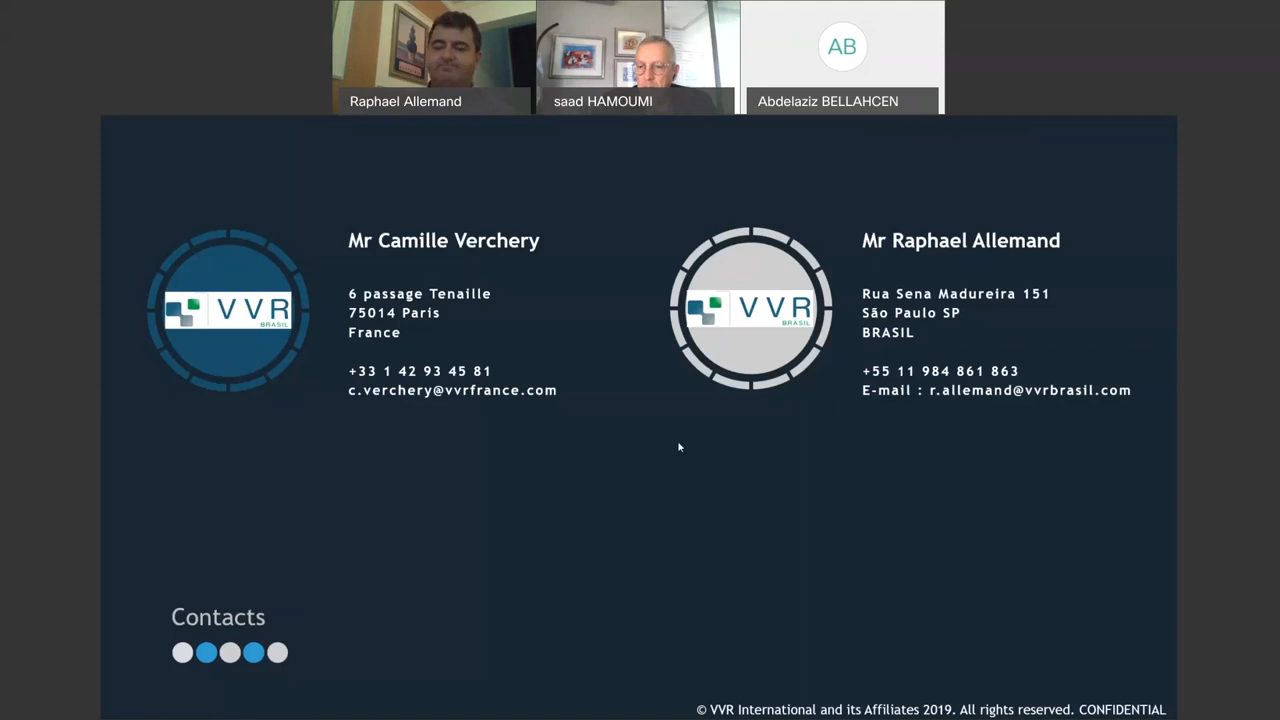 Raphael Allemand
saad HAMOUMI
AB
Abdelaziz BELLAHCEN
VVR
BRASIL
Mr Camille Verchery
6 passage Tenaille
75014 Paris
France
+33 1 42 93 45 81
c.verchery@vvrfrance.com
VVR
BRASIL
Mr Raphael Allemand
Rua Sena Madureira 151
São Paulo SP
BRASIL
+55 11 984 861 863
E-mail : r.allemand@vvrbrasil.com
Contacts
© VVR International and its Affiliates 2019. All rights reserved. CONFIDENTIAL